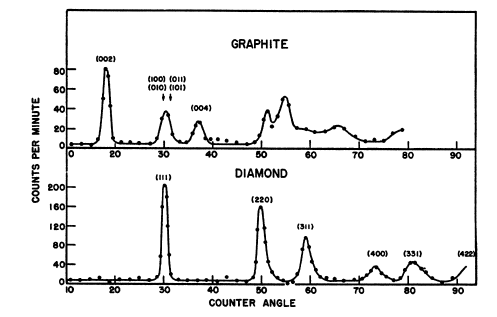 GRAPHITE
(002)
(100) (011)
(010) (101)
(004)
80
60
40
20
0
10 20 30 40 50 60 70 80 90
COUNTS PER MINUTE
DIAMOND
(111)
(220)
(311)
(400) (331) (422)
200
160
120
80
40
0
10 20 30 40 50 60 70 80 90
COUNTER ANGLE